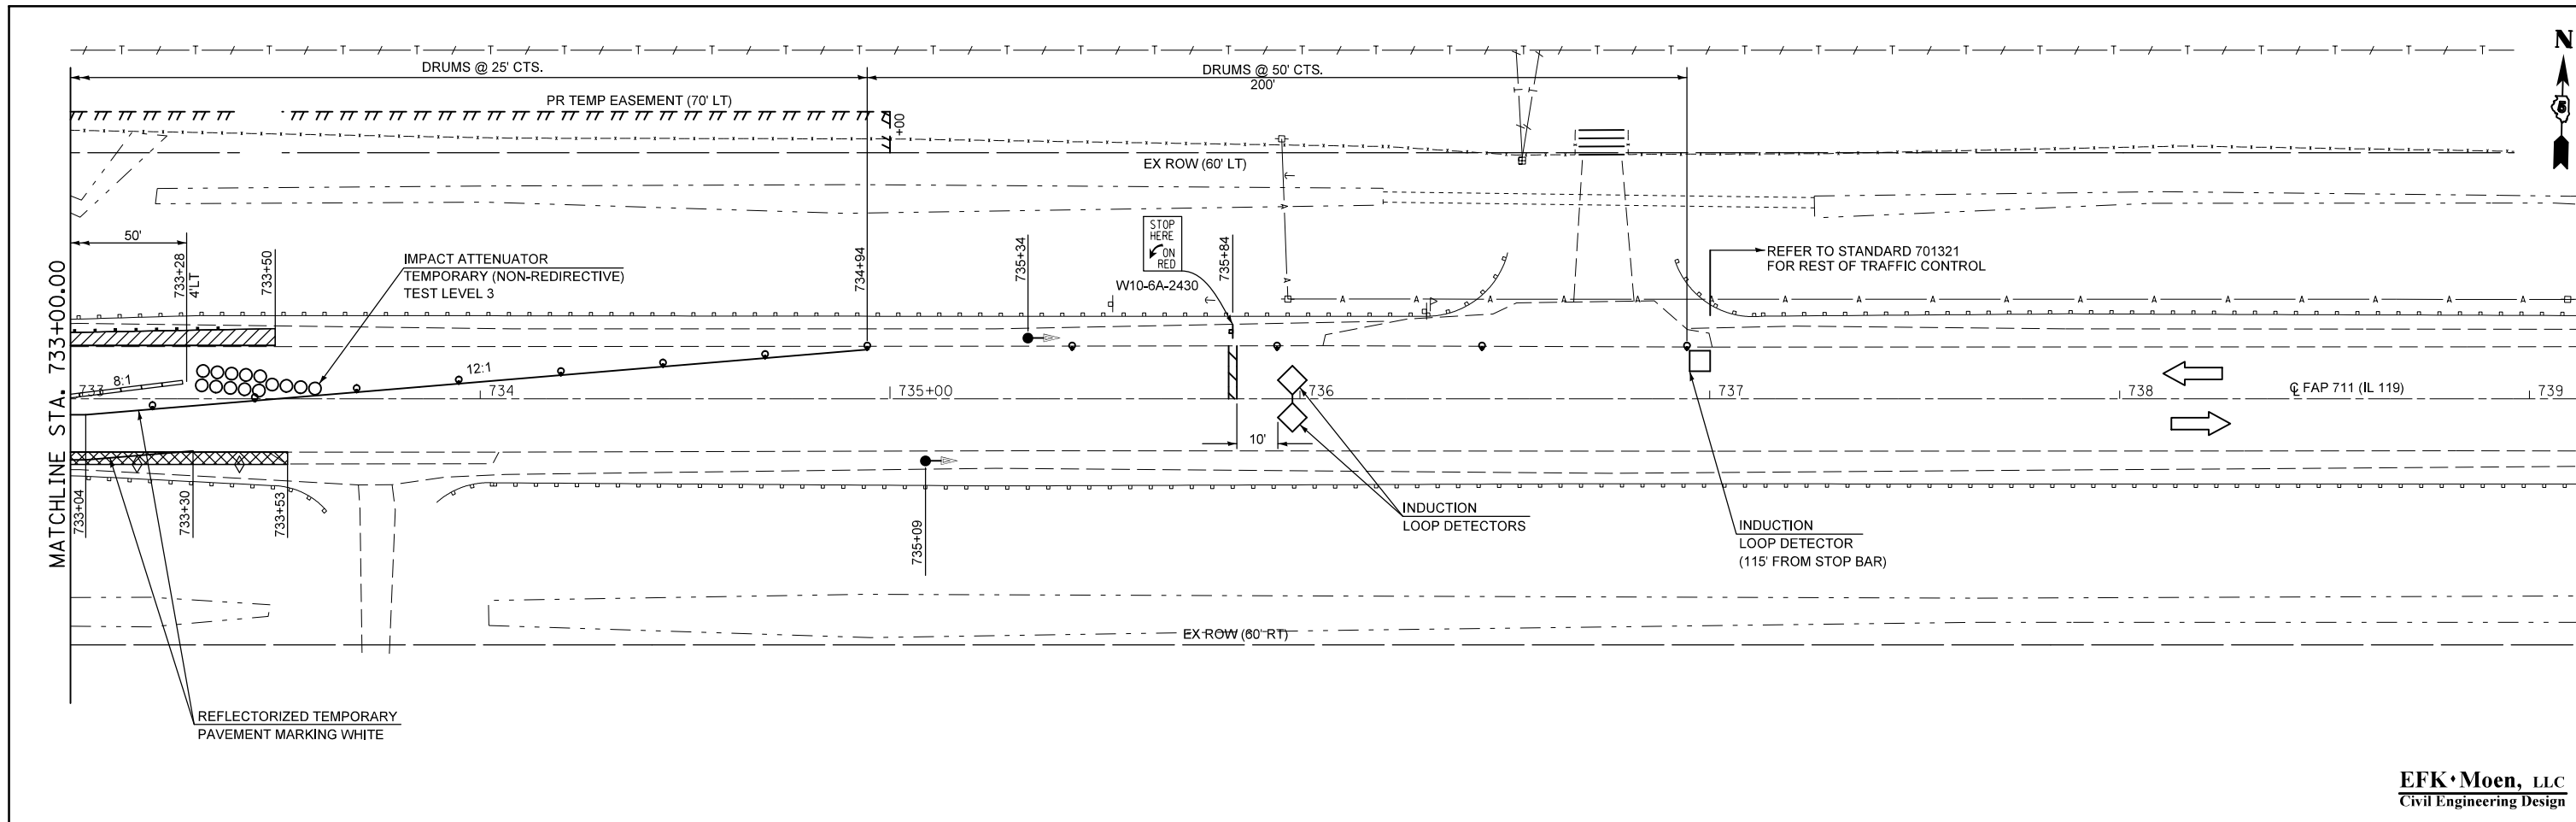 DRUMS @ 25' CTS.
DRUMS @ 50' CTS.
200'
N
5
PR TEMP EASEMENT (70' LT)
+00
EX ROW (60' LT)
50'
733+28
4'LT
733+50
IMPACT ATTENUATOR
TEMPORARY (NON-REDIRECTIVE)
TEST LEVEL 3
734+94
735+34
STOP
HERE
ON
RED
W10-6A-2430
735+84
REFER TO STANDARD 701321
FOR REST OF TRAFFIC CONTROL
MATCHLINE STA. 733+00.00
8:1
12:1
733
734
735+00
736
737
738
℄ FAP 711 (IL 119)
739
10'
733+04
733+30
733+53
735+09
INDUCTION
LOOP DETECTORS
INDUCTION
LOOP DETECTOR
(115' FROM STOP BAR)
EX ROW (60' RT)
REFLECTORIZED TEMPORARY
PAVEMENT MARKING WHITE
EFK•Moen, LLC
Civil Engineering Design